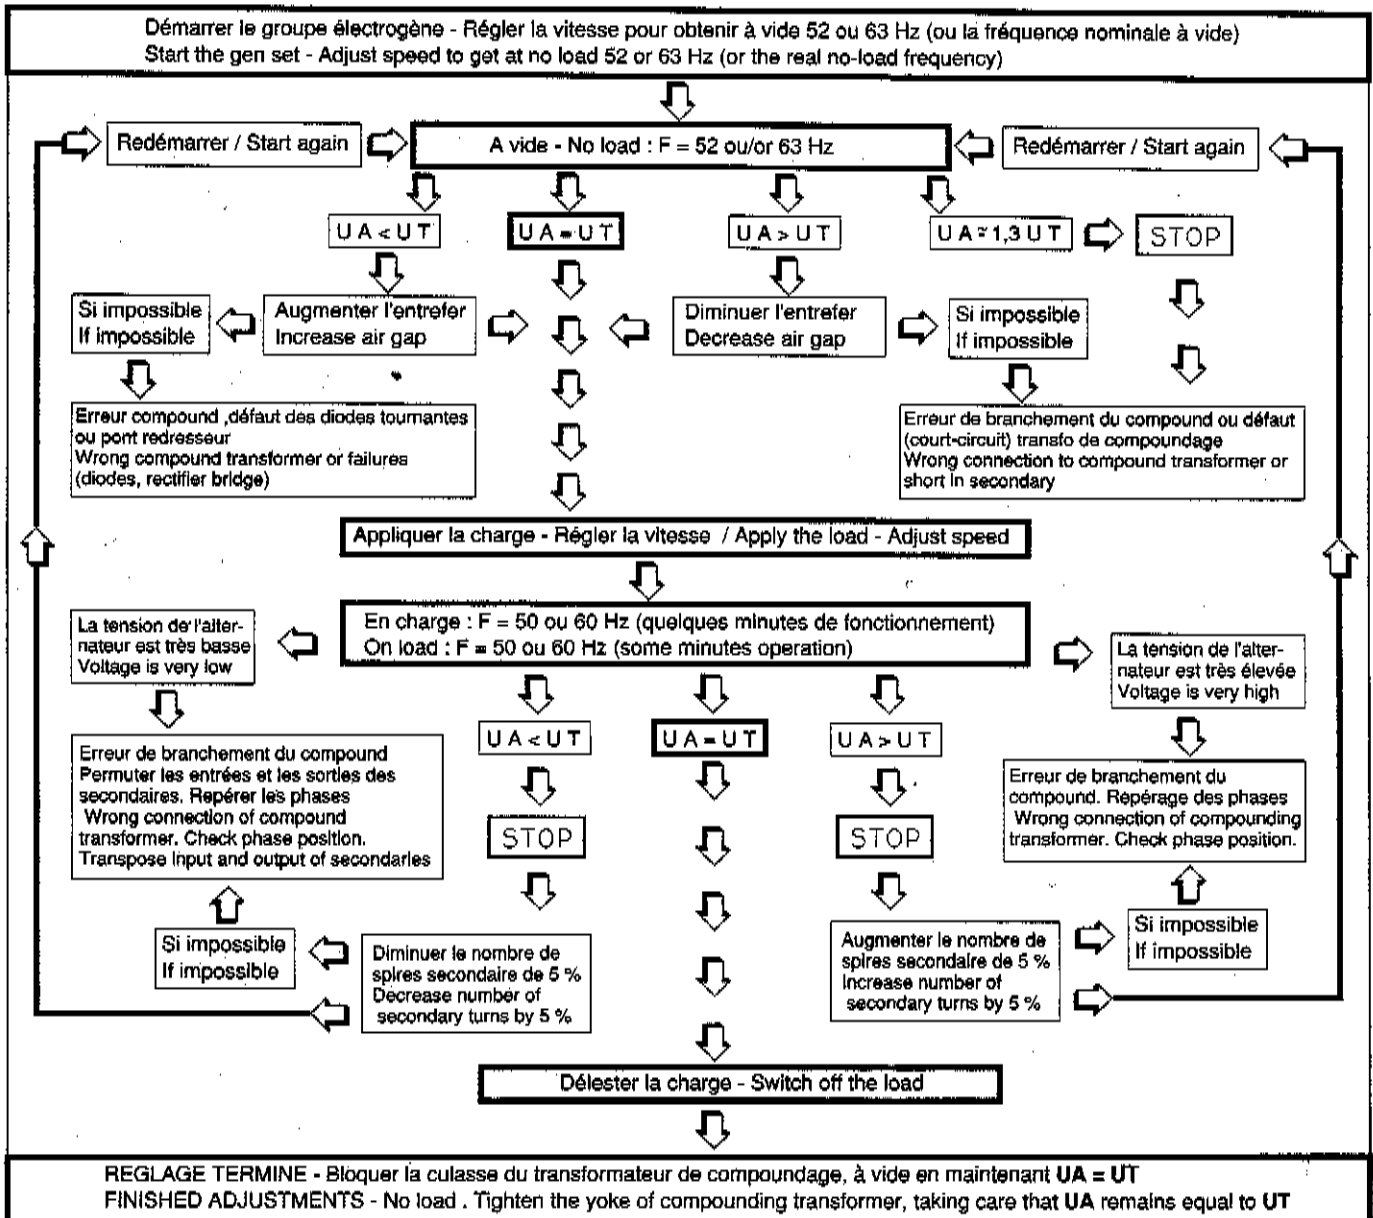 Démarrer le groupe électrogène - Régler la vitesse pour obtenir à vide 52 ou 63 Hz (ou la fréquence nominale à vide)
Start the gen set - Adjust speed to get at no load 52 or 63 Hz (or the real no-load frequency)
Redémarrer / Start again
A vide - No load : F = 52 ou/or 63 Hz
Redémarrer / Start again
UA < UT
UA = UT
UA > UT
UA ≃ 1,3 UT
STOP
Si impossible
If impossible
Augmenter l'entrefer
Increase air gap
Diminuer l'entrefer
Decrease air gap
Si impossible
If impossible
Erreur compound ,défaut des diodes tournantes
ou pont redresseur
Wrong compound transformer or failures
(diodes, rectifier bridge)
Erreur de branchement du compound ou défaut
(court-circuit) transfo de compoundage
Wrong connection to compound transformer or
short in secondary
Appliquer la charge - Régler la vitesse / Apply the load - Adjust speed
La tension de l'alter-
nateur est très basse
Voltage is very low
En charge : F = 50 ou 60 Hz (quelques minutes de fonctionnement)
On load : F = 50 ou 60 Hz (some minutes operation)
La tension de l'alter-
nateur est très élevée
Voltage is very high
UA < UT
UA = UT
UA > UT
Erreur de branchement du compound
Permuter les entrées et les sorties des
secondaires. Repérer les phases
Wrong connection of compound
transformer. Check phase position.
Transpose input and output of secondaries
STOP
STOP
Erreur de branchement du
compound. Repérage des phases
Wrong connection of compounding
transformer. Check phase position.
Si impossible
If impossible
Diminuer le nombre de
spires secondaire de 5 %
Decrease number of
secondary turns by 5 %
Augmenter le nombre de
spires secondaire de 5 %
Increase number of
secondary turns by 5 %
Si impossible
If impossible
Délester la charge - Switch off the load
REGLAGE TERMINE - Bloquer la culasse du transformateur de compoundage, à vide en maintenant UA = UT
FINISHED ADJUSTMENTS - No load . Tighten the yoke of compounding transformer, taking care that UA remains equal to UT